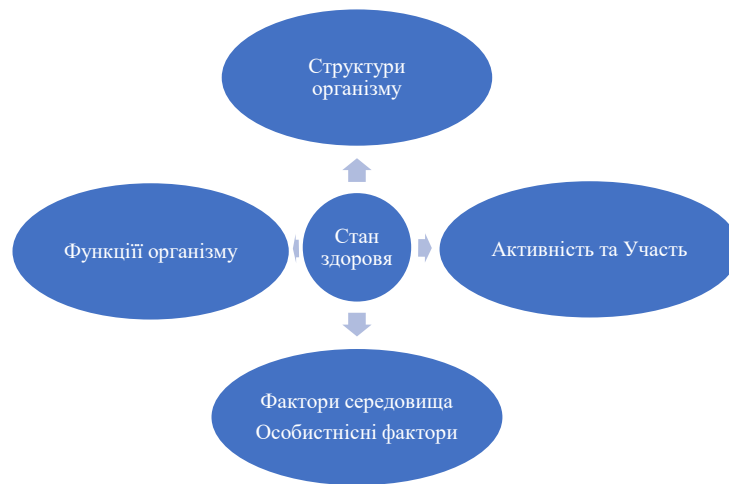 Структури
організму
Функціїї організму
Стан
здоровя
Активність та Участь
Фактори середовища
Особистнісні фактори